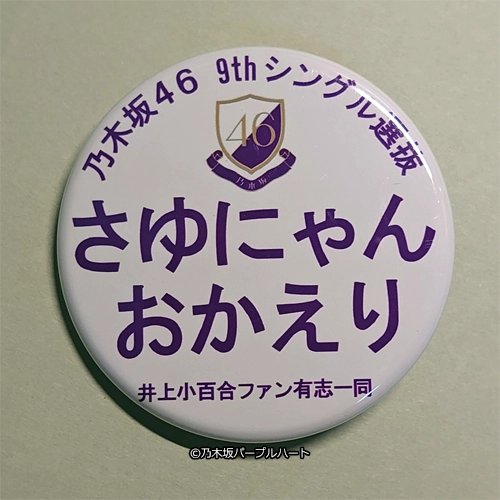 乃木坂46 9thシングル選抜
46
乃木坂
さゆにゃん
おかえり
井上小百合ファン有志一同
©乃木坂パープルハート